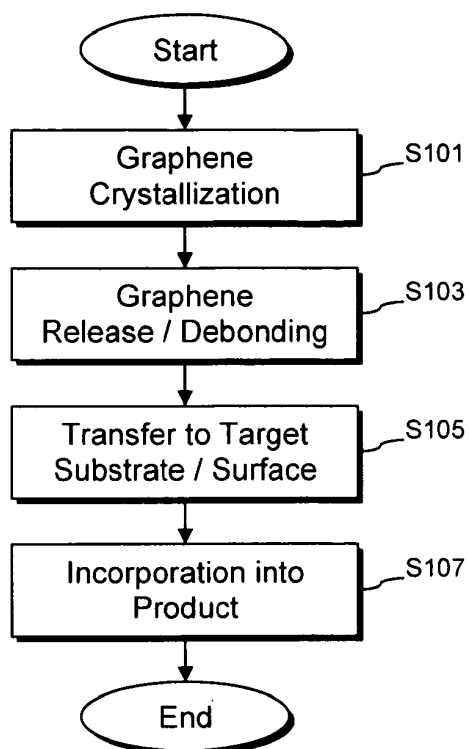 Start
Graphene
Crystallization
S101
Graphene
Release / Debonding
S103
Transfer to Target
Substrate / Surface
S105
Incorporation into
Product
S107
End